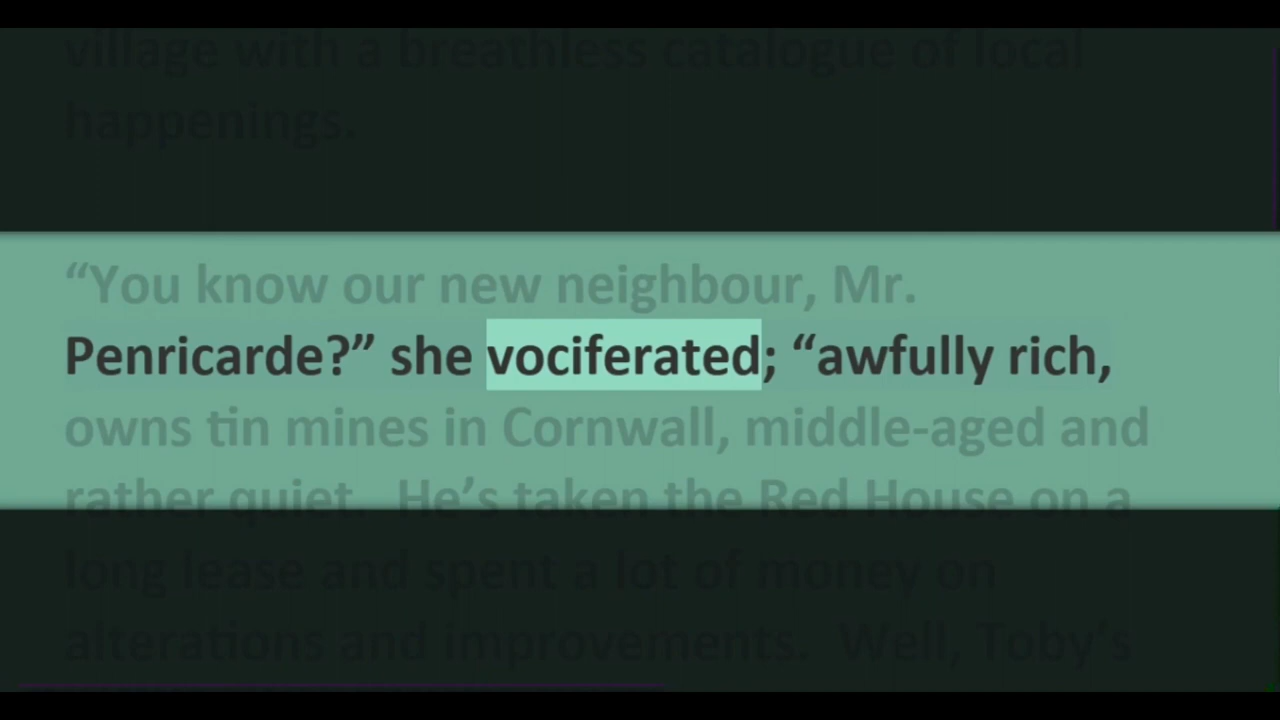 village with a breathless catalogue of local
happenings.
“You know our new neighbour, Mr.
Penricarde?” she vociferated; “awfully rich,
owns tin mines in Cornwall, middle-aged and
rather quiet. He’s taken the Red House on a
long lease and spent a lot of money on
alterations and improvements. Well, Toby’s